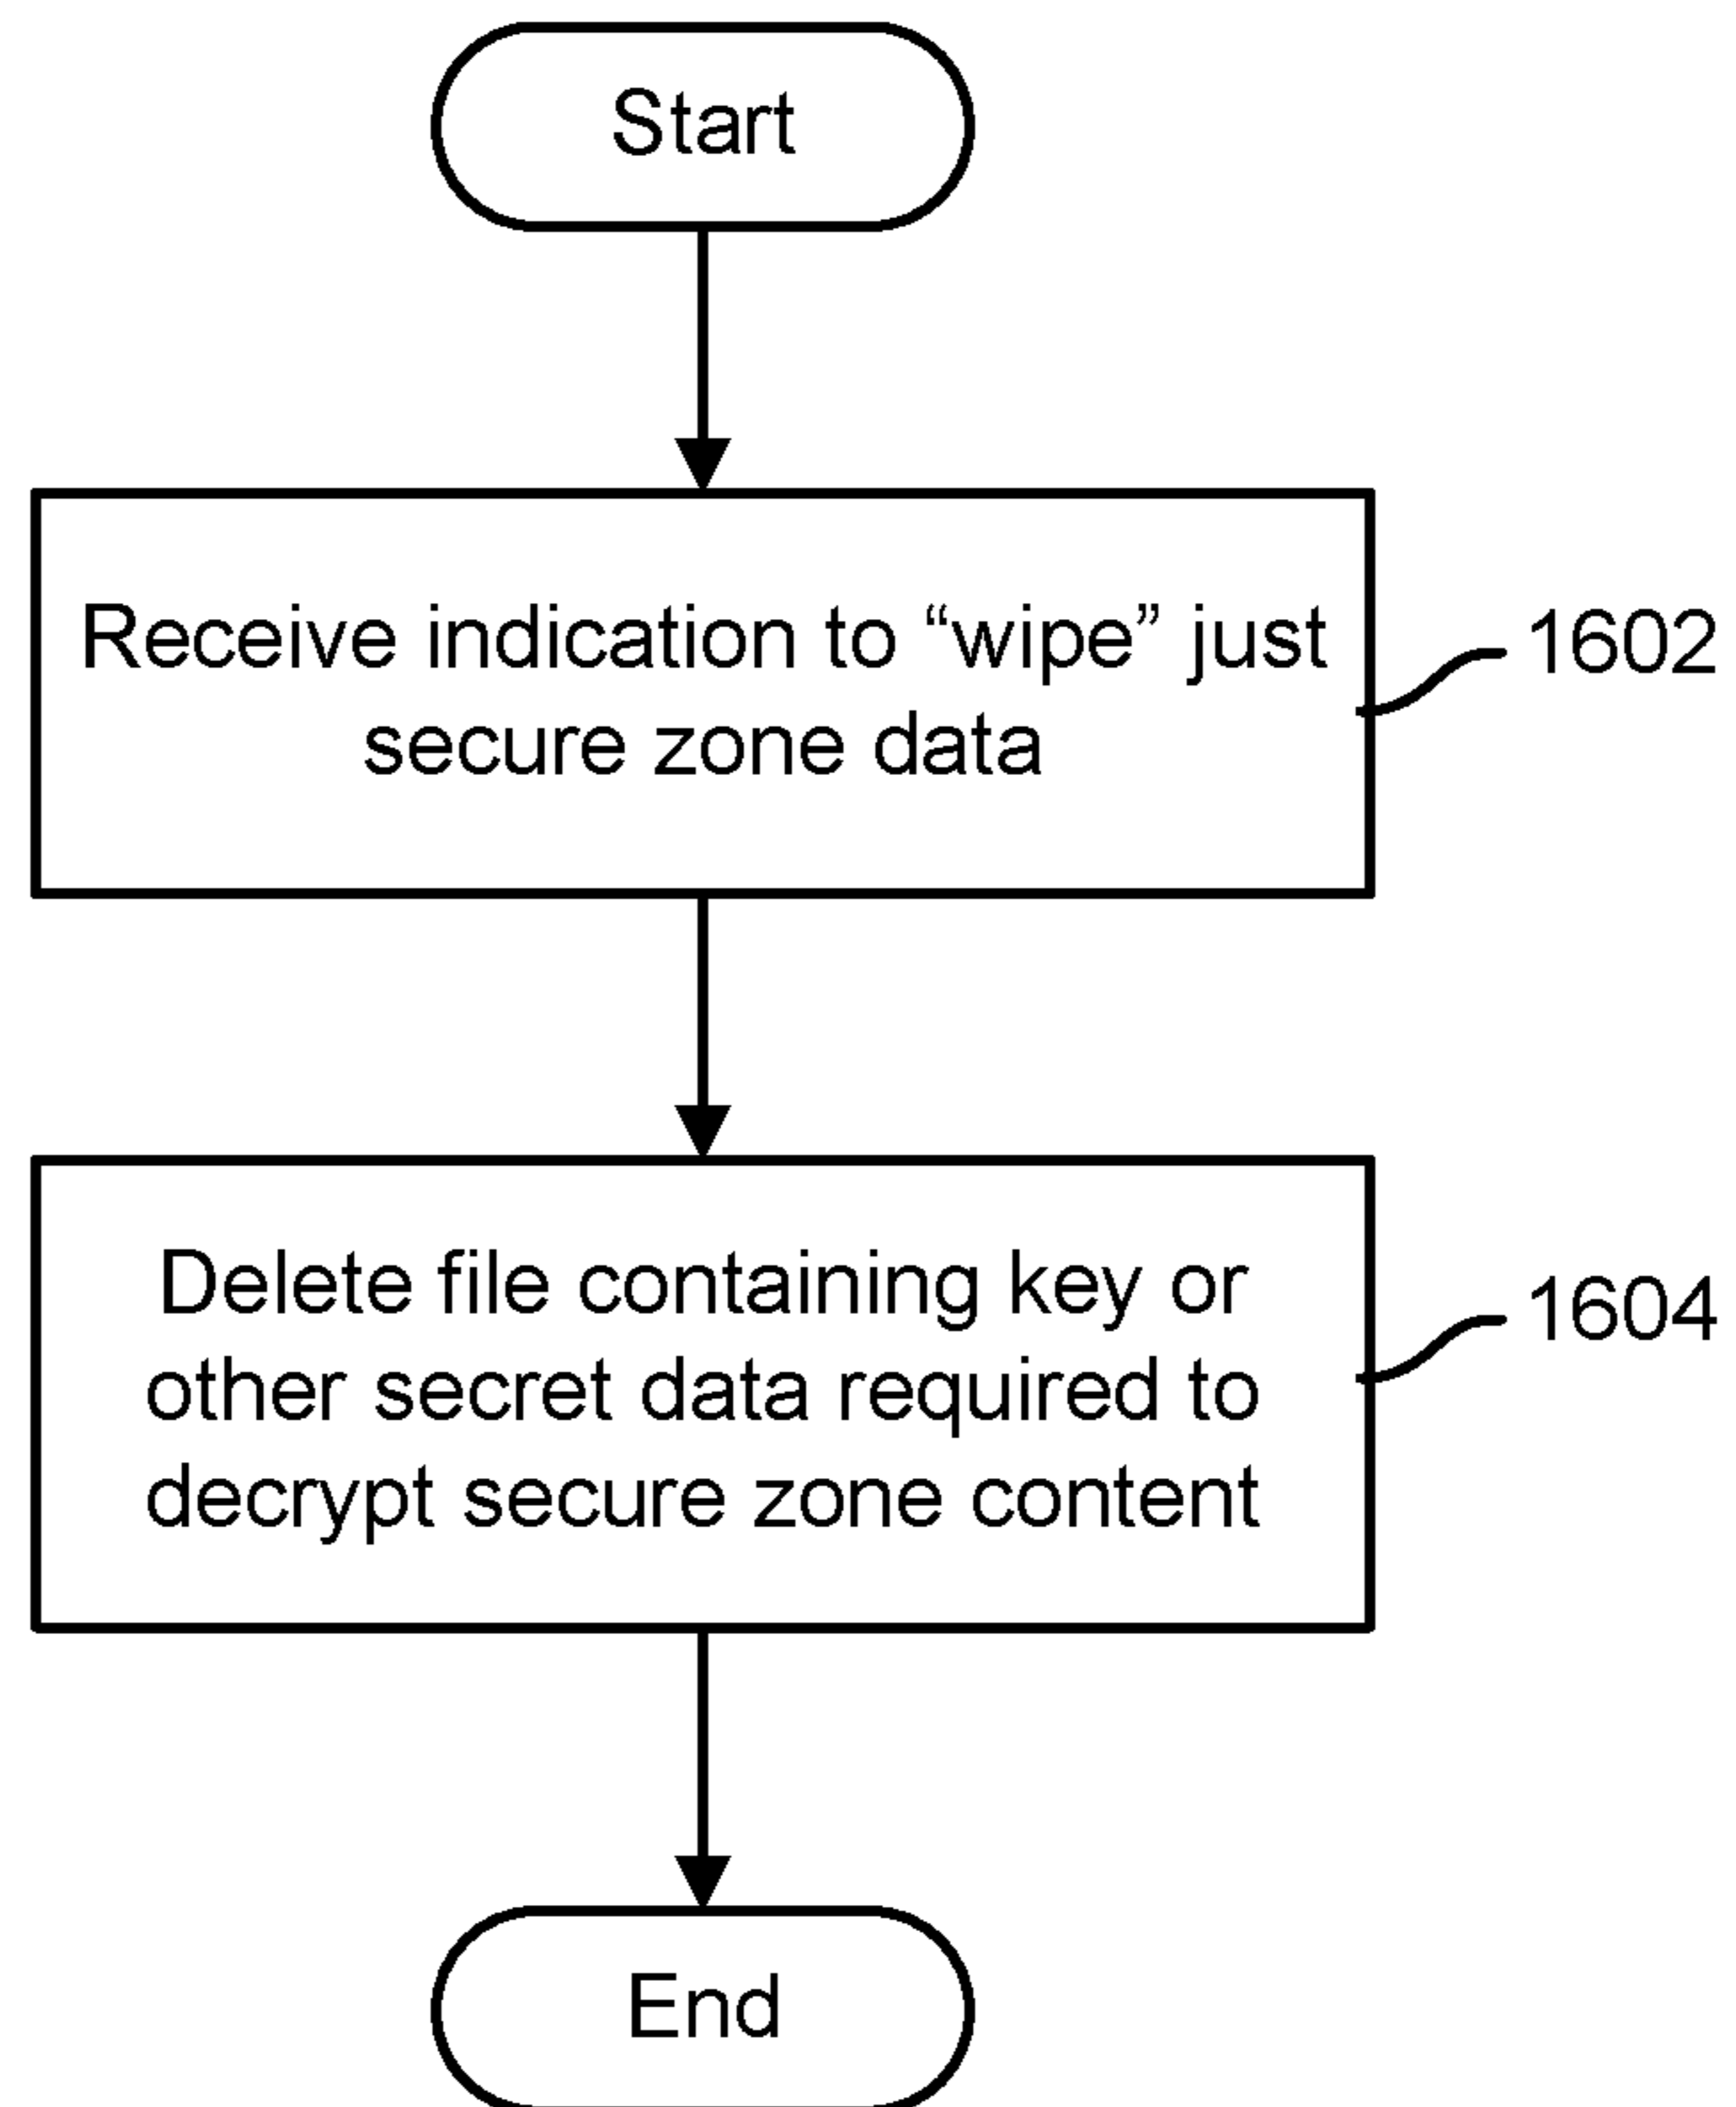 Start
Receive indication to “wipe” just
secure zone data
1602
Delete file containing key or
other secret data required to
decrypt secure zone content
1604
End